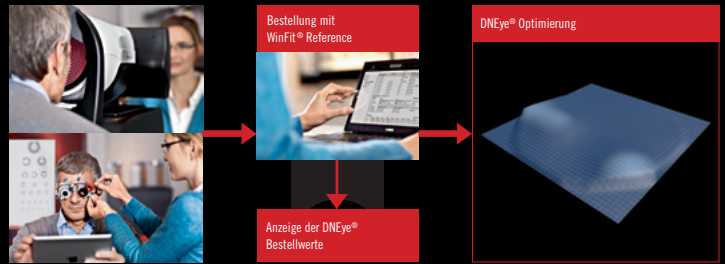 Bestellung mit
WinFit® Reference
DNEye® Optimierung
Anzeige der DNEye®
Bestellwerte